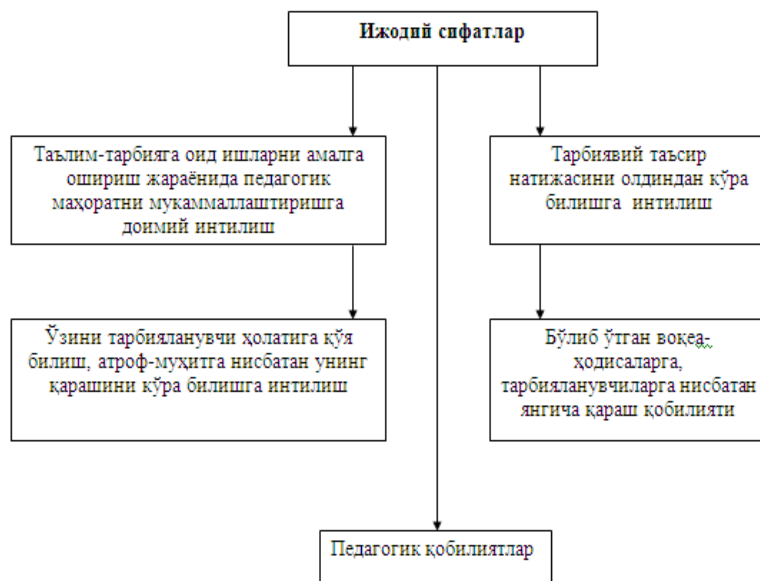 Ижодий сифатлар
Таълим-тарбияга оид ишларни амалга
ошириш жараёнида педагогик
маҳоратни мукаммаллаштиришга
доимий интилиш
Тарбиявий таъсир
натижасини олдиндан кўра
билишга интилиш
Ўзини тарбияланувчи ҳолатига қўя
билиш, атроф-муҳитга нисбатан унинг
қарашини кўра билишга интилиш
Бўлиб ўтган воқеа-
ҳодисаларга,
тарбияланувчиларга нисбатан
янгича қараш қобилияти
Педагогик қобилиятлар